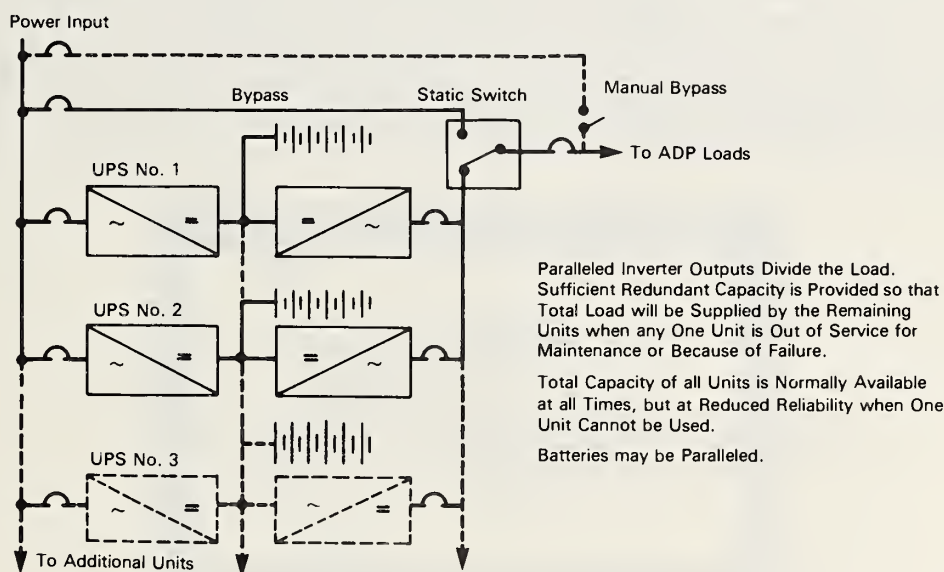 Power Input
Bypass
Static Switch
Manual Bypass
To ADP Loads
UPS No. 1
~ =
= ~
UPS No. 2
~ =
= ~
UPS No. 3
~ =
~ =
To Additional Units
Paralleled Inverter Outputs Divide the Load.
Sufficient Redundant Capacity is Provided so that
Total Load will be Supplied by the Remaining
Units when any One Unit is Out of Service for
Maintenance or Because of Failure.
Total Capacity of all Units is Normally Available
at all Times, but at Reduced Reliability when One
Unit Cannot be Used.
Batteries may be Paralleled.